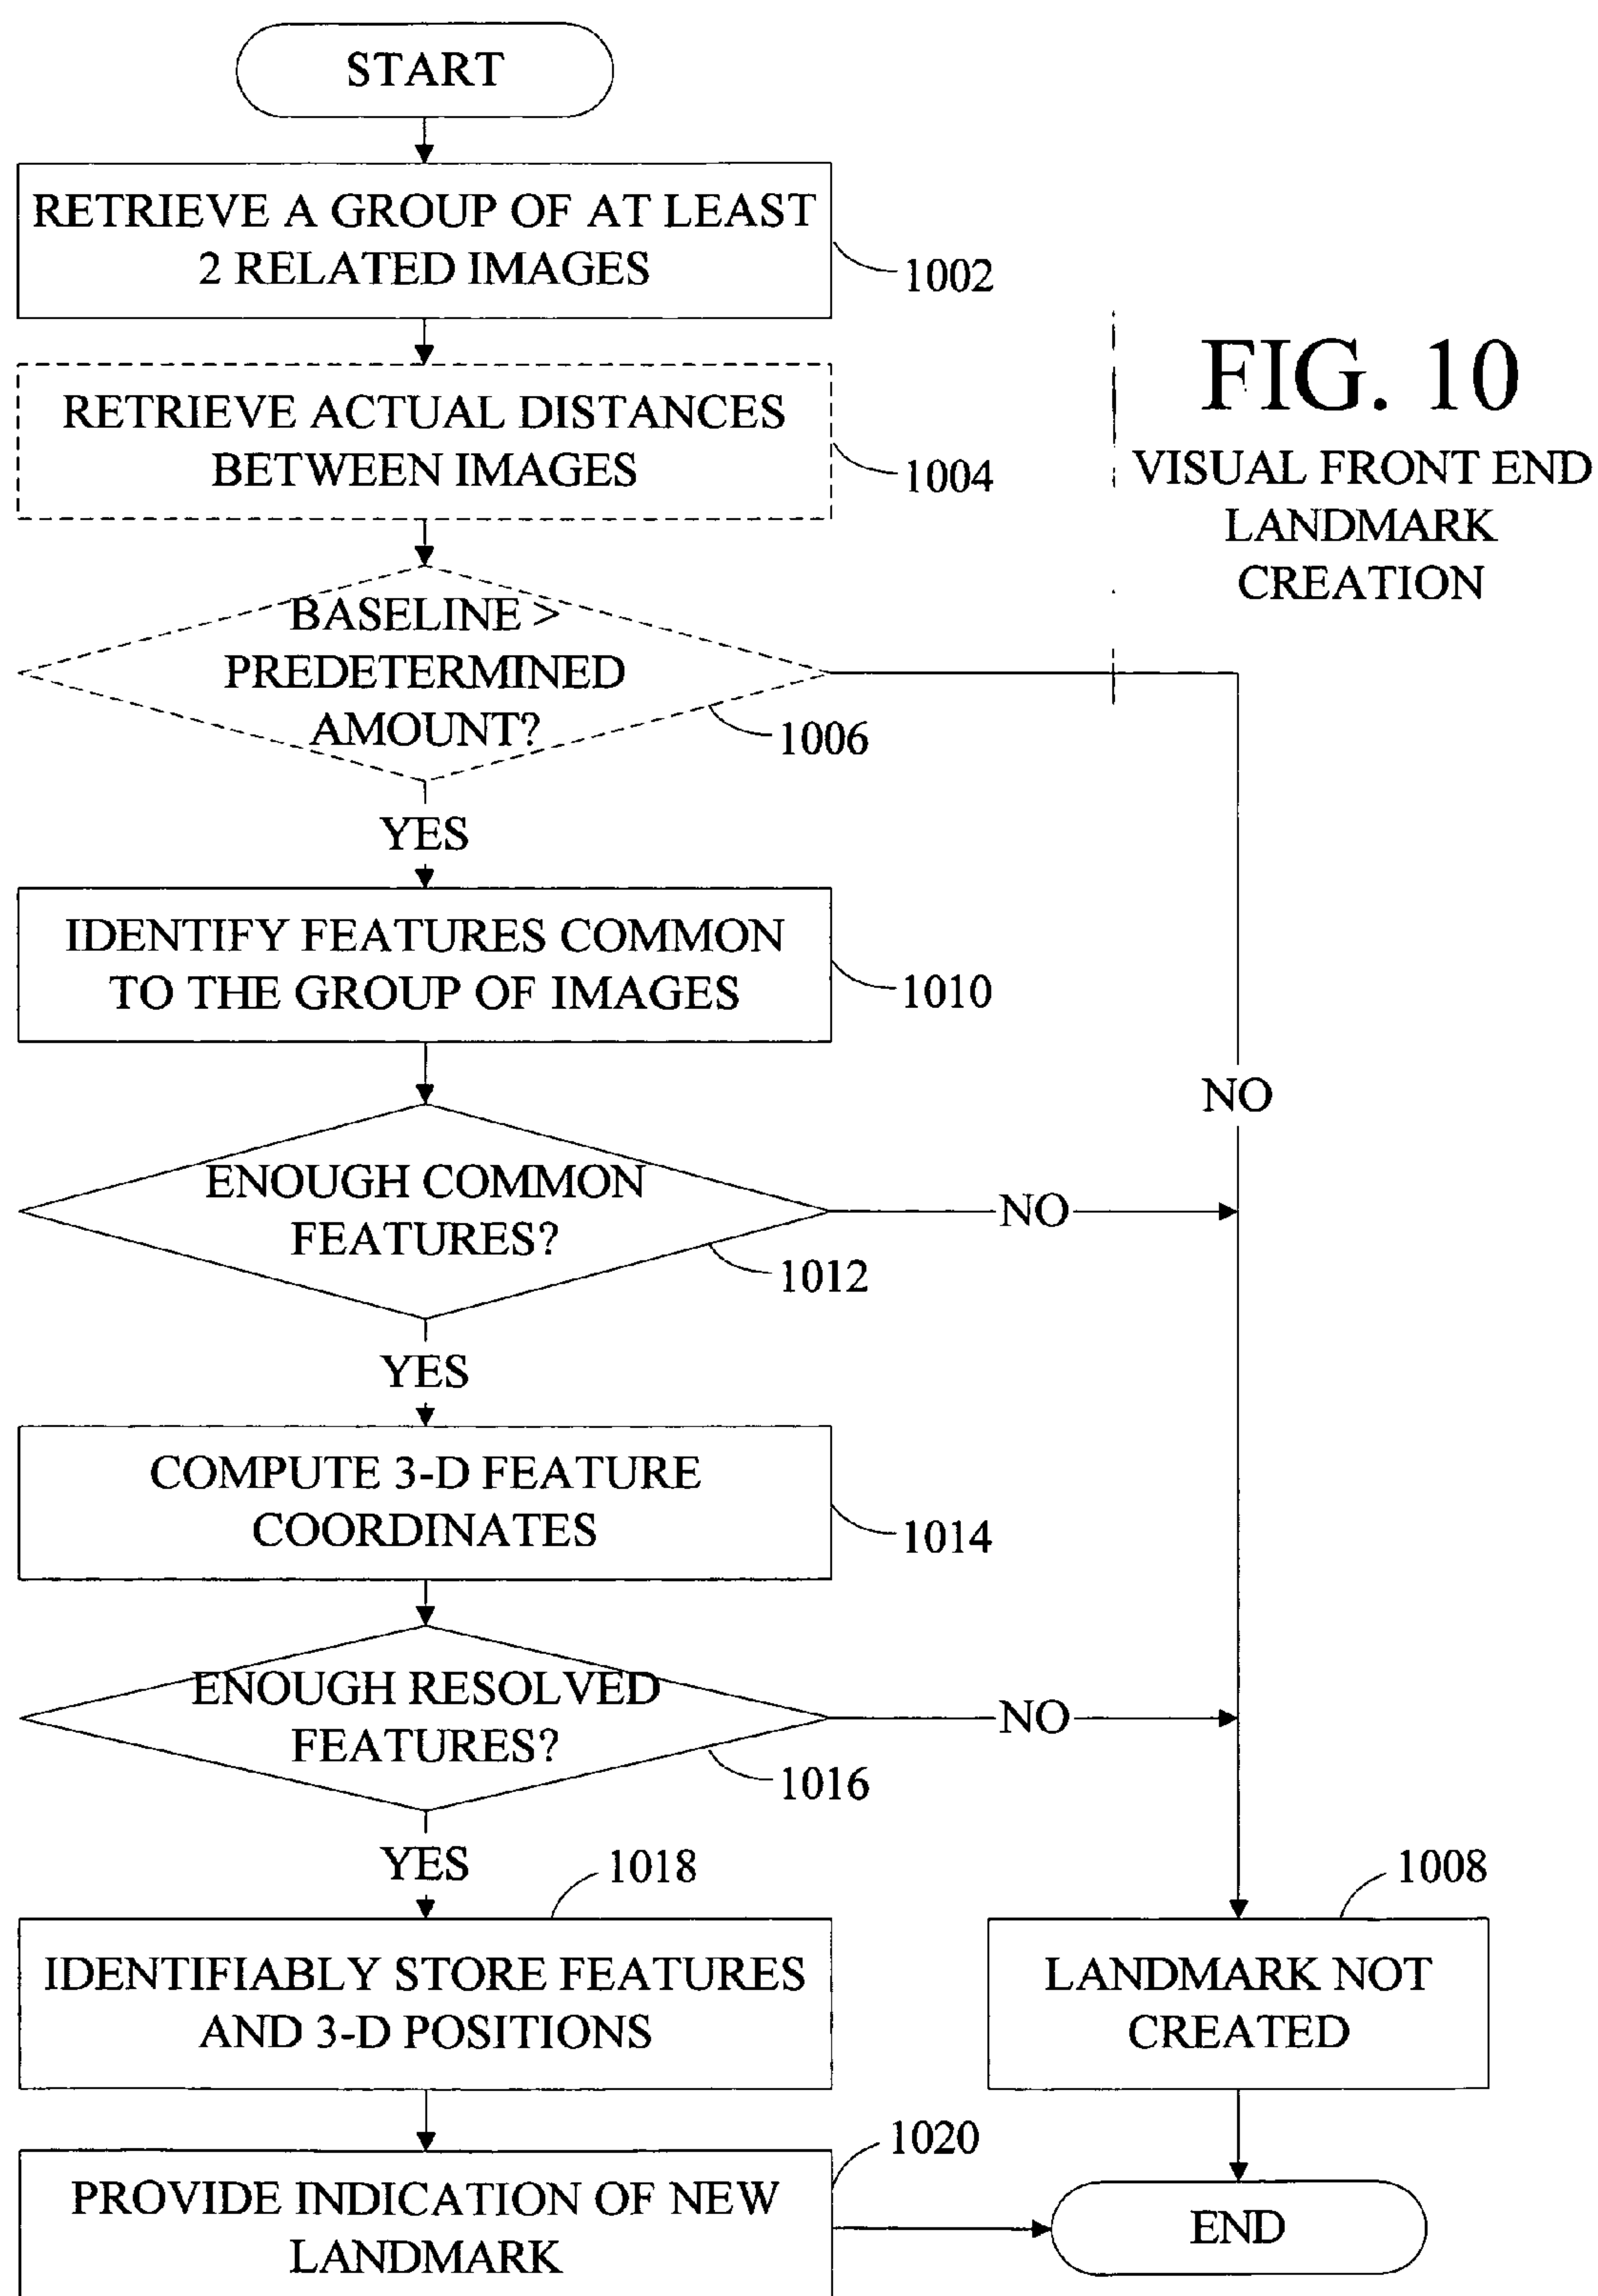 START
RETRIEVE A GROUP OF AT LEAST
2 RELATED IMAGES
1002
FIG. 10
VISUAL FRONT END
LANDMARK
CREATION
RETRIEVE ACTUAL DISTANCES
BETWEEN IMAGES
1004
BASELINE >
PREDETERMINED
AMOUNT?
1006
YES
IDENTIFY FEATURES COMMON
TO THE GROUP OF IMAGES
1010
NO
ENOUGH COMMON
FEATURES?
NO
1012
YES
COMPUTE 3-D FEATURE
COORDINATES
1014
ENOUGH RESOLVED
FEATURES?
NO
1016
YES
1018
1008
IDENTIFIABLY STORE FEATURES
AND 3-D POSITIONS
LANDMARK NOT
CREATED
1020
PROVIDE INDICATION OF NEW
LANDMARK
END